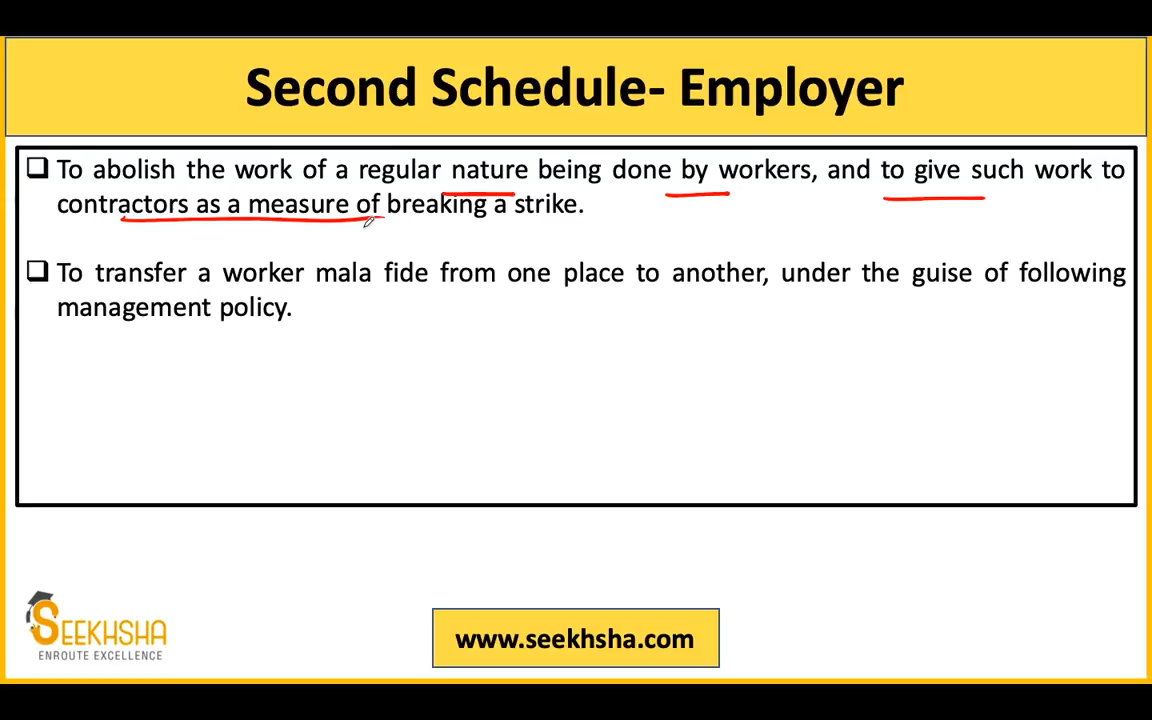 Second Schedule- Employer
❑ To abolish the work of a regular nature being done by workers, and to give such work to
contractors as a measure of breaking a strike.
❑ To transfer a worker mala fide from one place to another, under the guise of following
management policy.
SEEKHSHA
ENROUTE EXCELLENCE
www.seekhsha.com